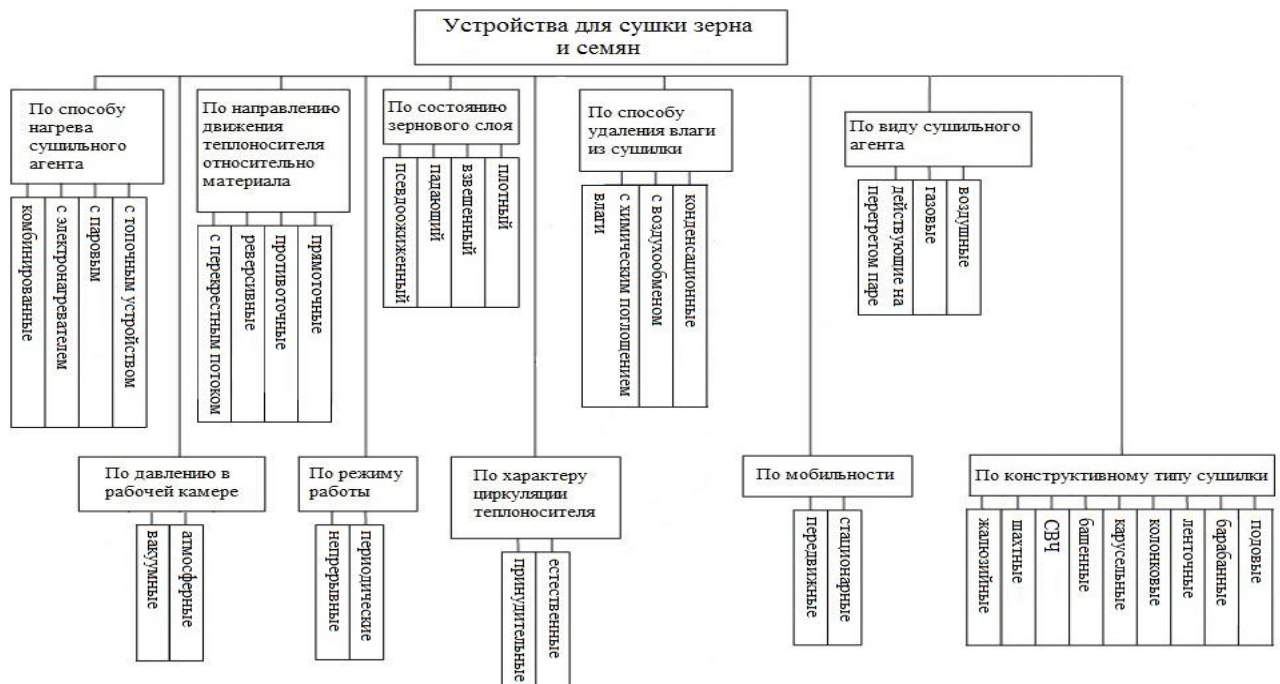 Устройства для сушки зерна
и семян
По способу
нагрева
сушильного
агента
комбинированные
с электронагревателем
с паровым
с топочным устройством
По направлению
движения
теплоносителя
относительно
материала
с перекрестным потоком
реверсивные
противоточные
прямоточные
По состоянию
зернового слоя
псевдоожиженный
падающий
взвешенный
плотный
По способу
удаления влаги
из сушилки
с химическим поглощением
влаги
с воздухообменом
конденсационные
По виду сушильного
агента
действующие на
перегретом паре
газовые
воздушные
По давлению в
рабочей камере
вакуумные
атмосферные
По режиму
работы
непрерывные
периодические
По характеру
циркуляции
теплоносителя
принудительные
естественные
По мобильности
передвижные
стационарные
По конструктивному типу сушилки
жалюзийные
шахтные
СВЧ
башенные
карусельные
колонковые
ленточные
барабанные
подовые